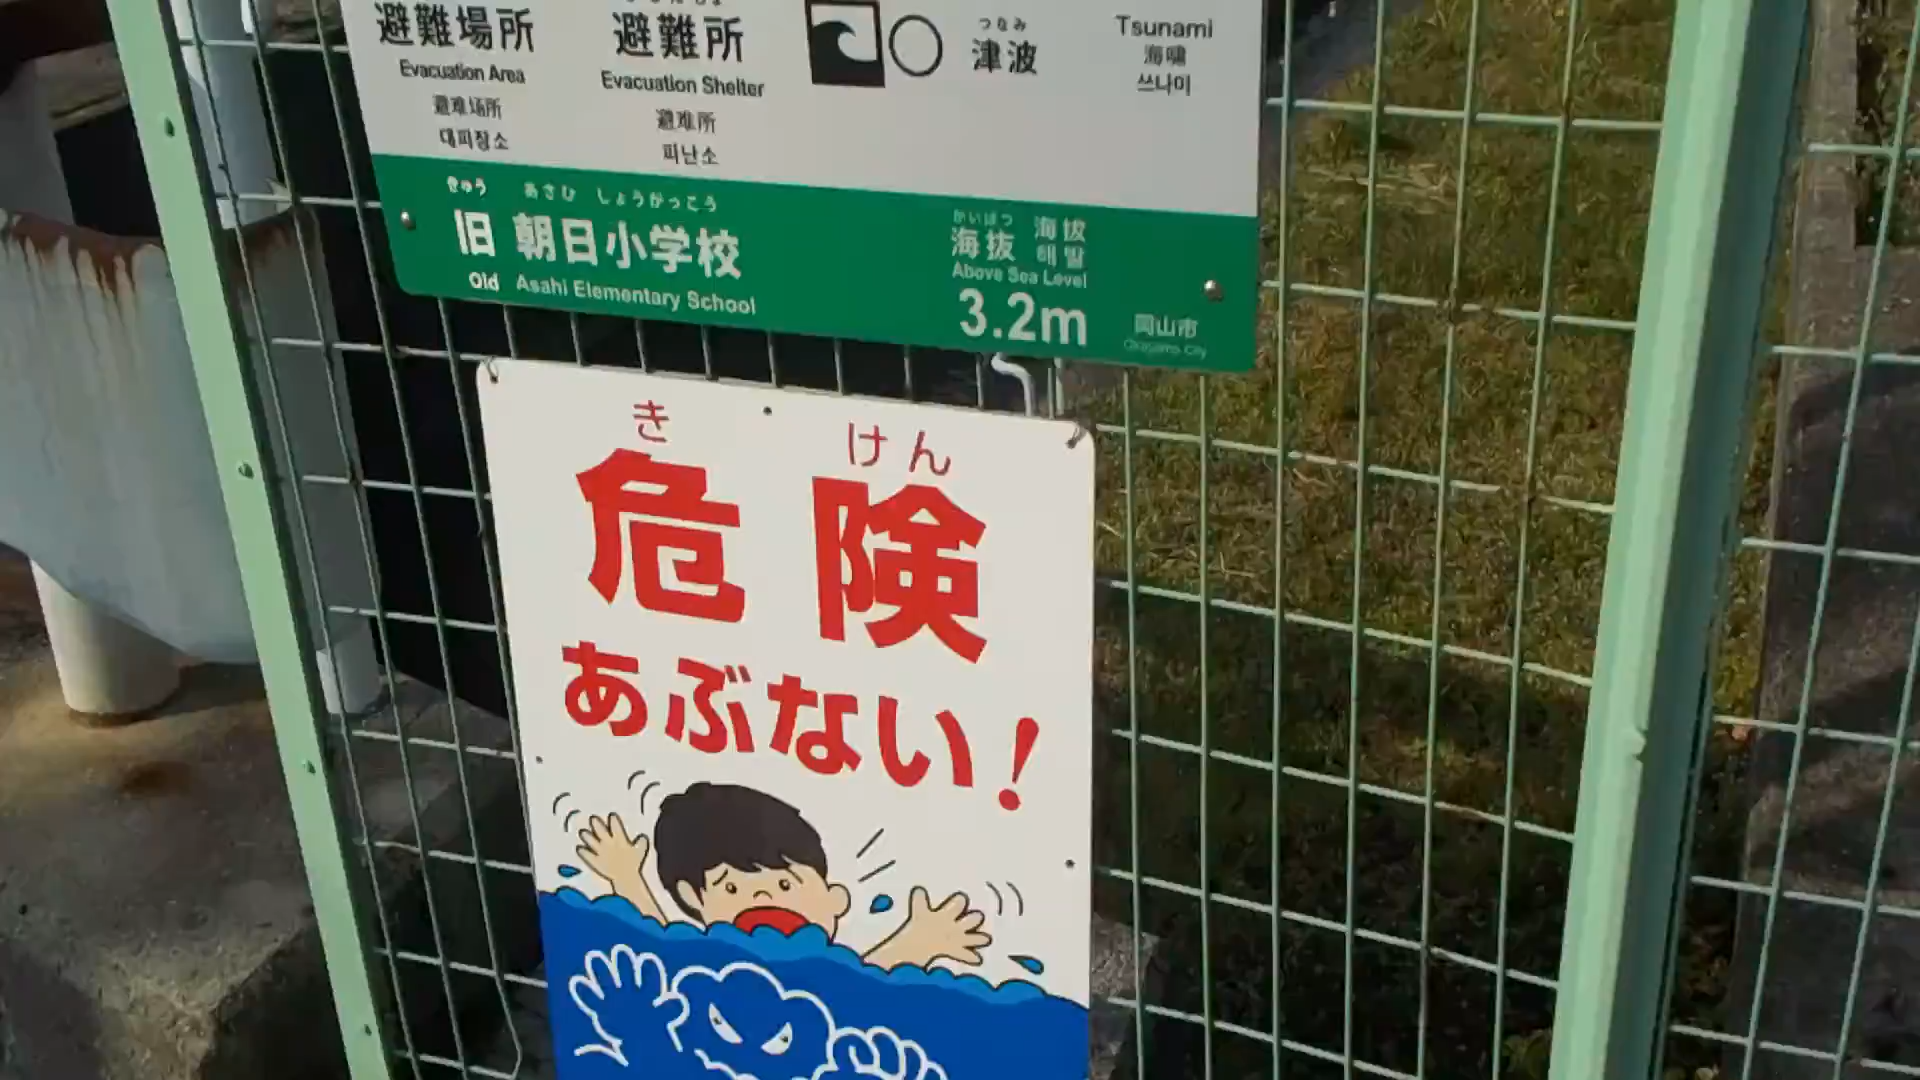 避難場所
Evacuation Area
避难场所
대피장소
避難所
Evacuation Shelter
避难所
피난소
つなみ
津波
Tsunami
海啸
쓰나미
きゅう あさひ しょうがっこう
旧 朝日小学校
Old Asahi Elementary School
かいばつ
海抜 海拔
해발
Above Sea Level
3.2m
岡山市
Okayama City
き けん
危険
あぶない!